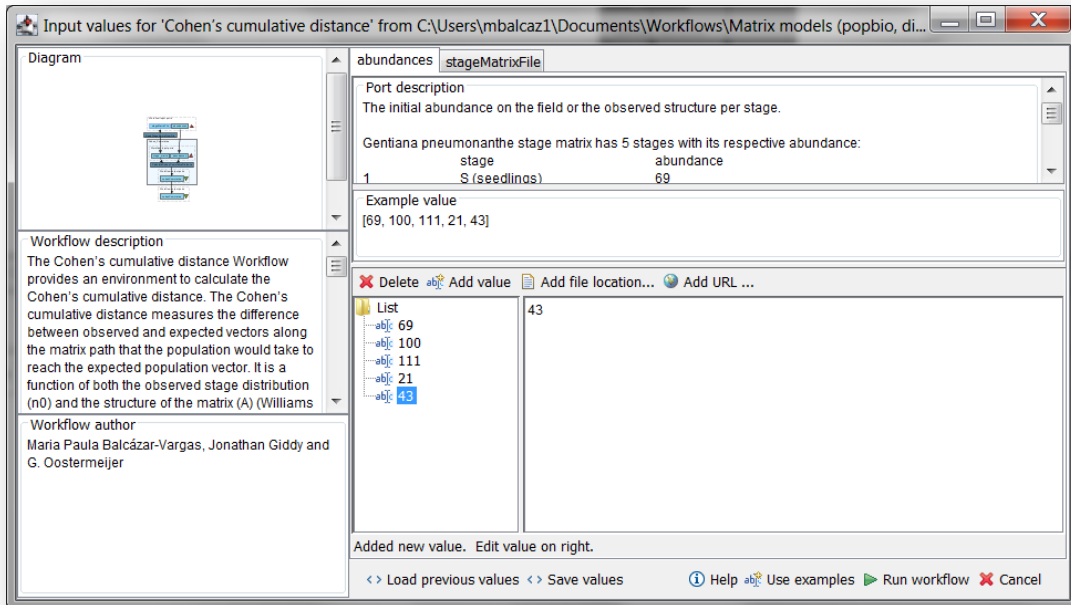 Input values for 'Cohen's cumulative distance' from C:\Users\mbalcaz1\Documents\Workflows\Matrix models (popbio, di...
Diagram
Workflow description
The Cohen's cumulative distance Workflow
provides an environment to calculate the
Cohen's cumulative distance. The Cohen's
cumulative distance measures the difference
between observed and expected vectors along
the matrix path that the population would take to
reach the expected population vector. It is a
function of both the observed stage distribution
(n0) and the structure of the matrix (A) (Williams
Workflow author
Maria Paula Balcázar-Vargas, Jonathan Giddy and
G. Oostermeijer
abundances stageMatrixFile
Port description
The initial abundance on the field or the observed structure per stage.
Gentiana pneumonanthe stage matrix has 5 stages with its respective abundance:
stage abundance
1 S (seedlings) 69
Example value
[69, 100, 111, 21, 43]
Delete Add value Add file location... Add URL ...
List
69
100
111
21
43
43
Added new value. Edit value on right.
Load previous values Save values Help Use examples Run workflow Cancel